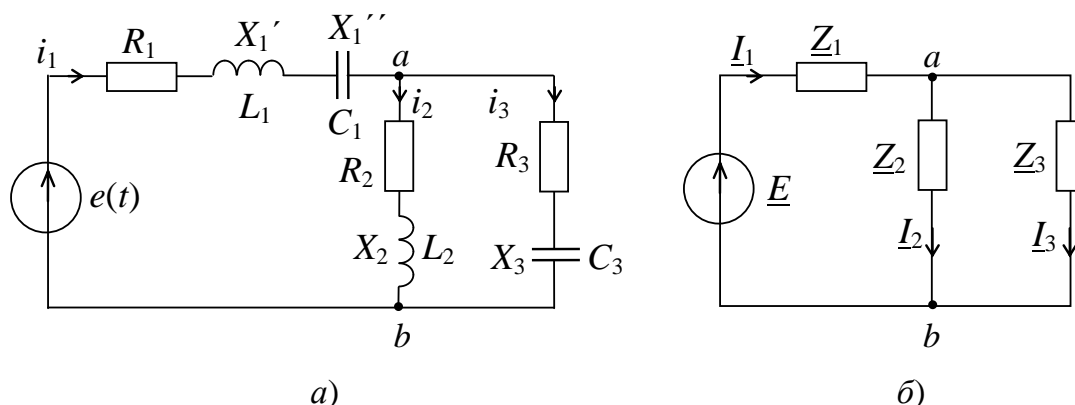 i₁ R₁ X₁′ X₁′′ a
L₁ C₁ i₂ i₃
R₂ R₃
e(t)
X₂ L₂ X₃ C₃
b
а)
I₁ Z₁ a
Z₂ Z₃
E
I₂ I₃
b
б)